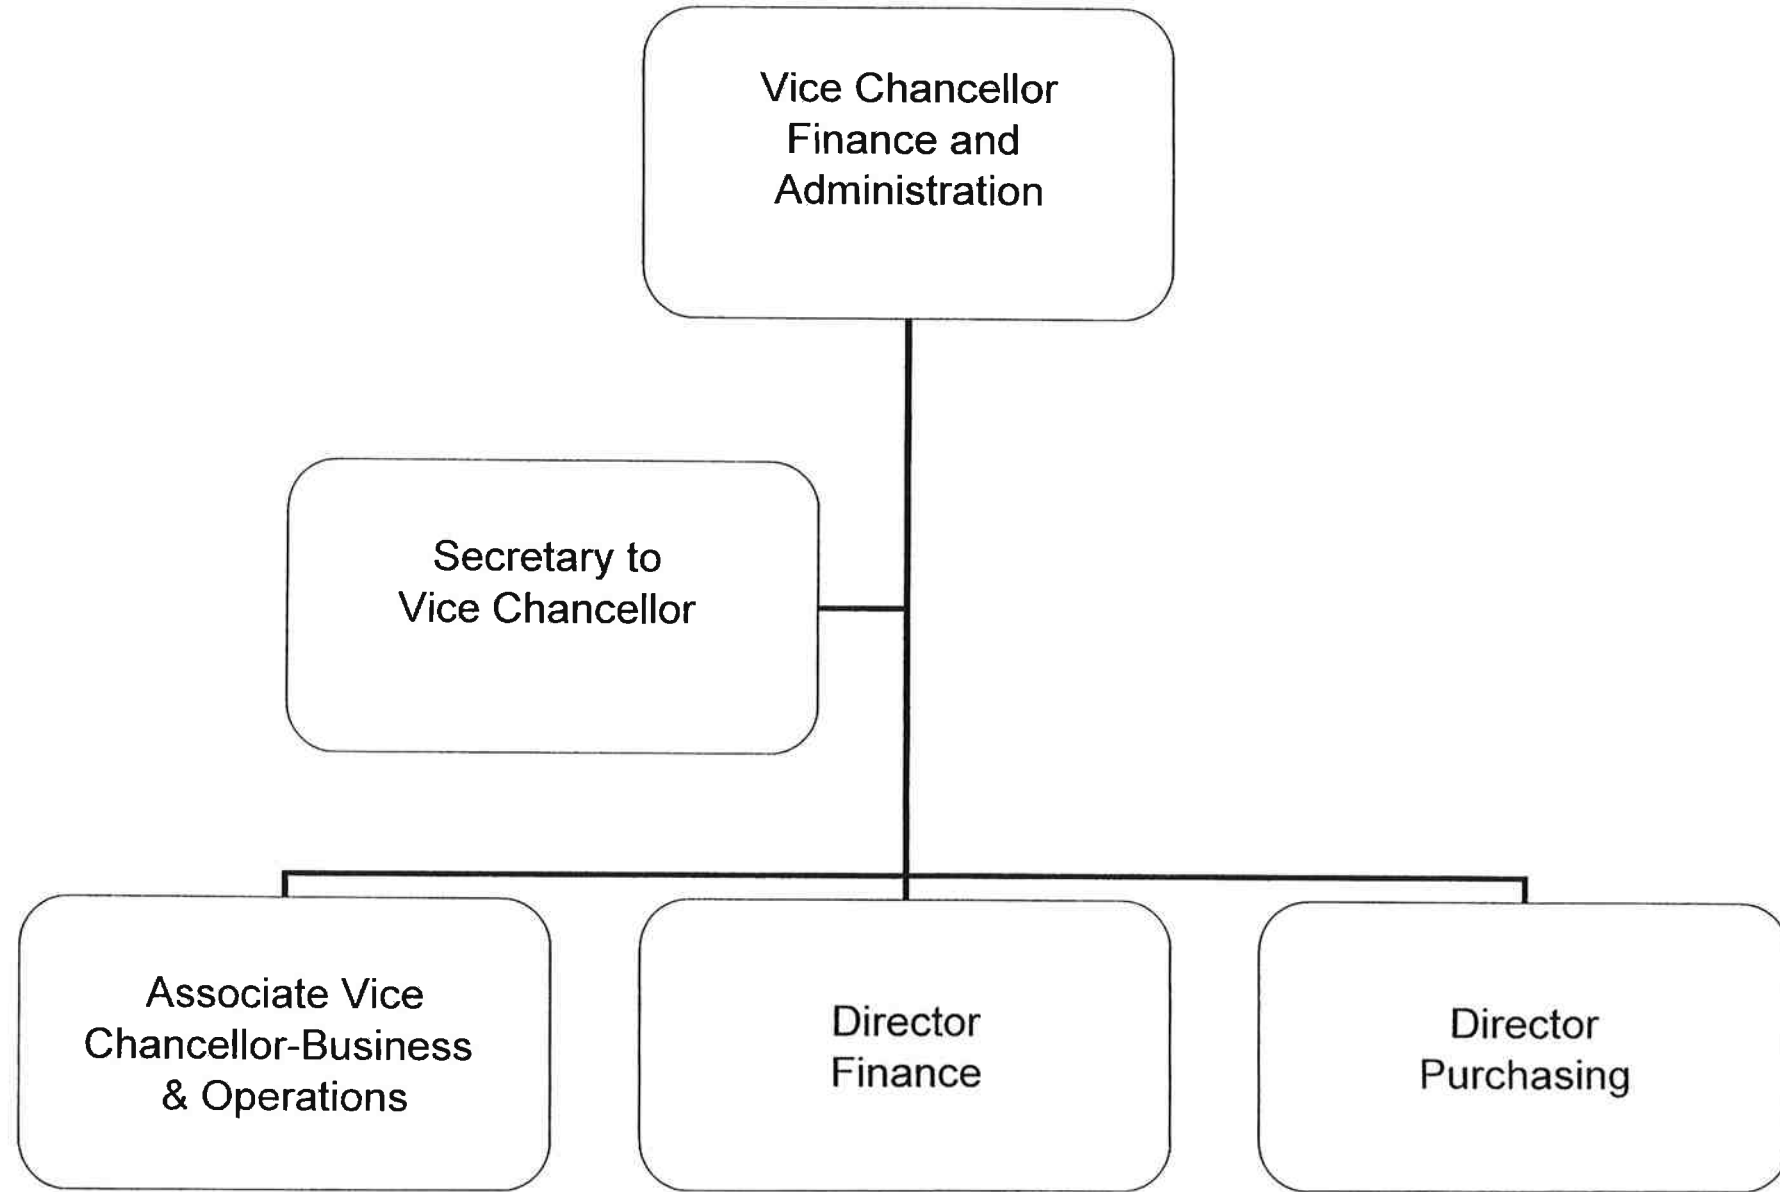 Vice Chancellor
Finance and
Administration
Secretary to
Vice Chancellor
Associate Vice
Chancellor-Business
& Operations
Director
Finance
Director
Purchasing